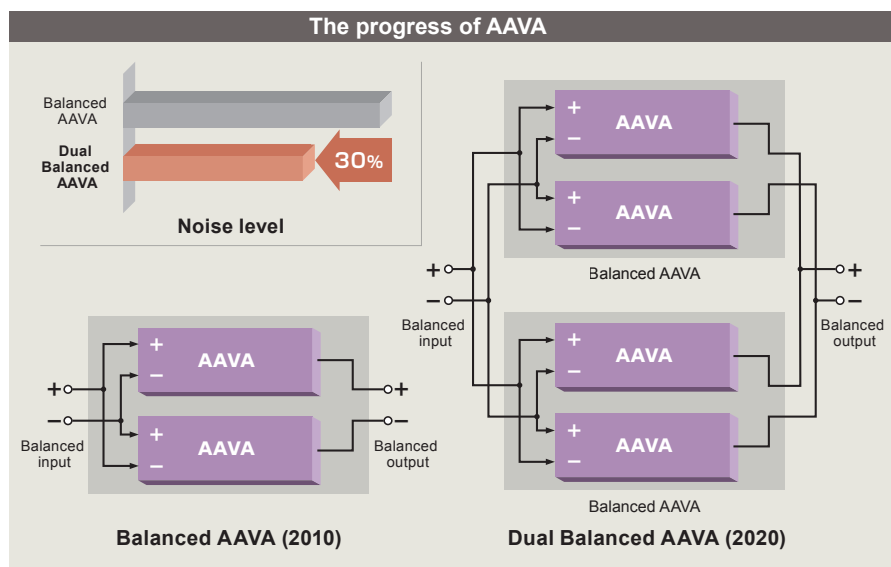 The progress of AAVA
Balanced
AAVA
Dual
Balanced
AAVA
30%
Noise level
+
−
Balanced
input
+
−
AAVA
+
−
AAVA
+
−
Balanced
output
Balanced AAVA (2010)
+
−
Balanced
input
+
−
AAVA
+
−
AAVA
Balanced AAVA
+
−
AAVA
+
−
AAVA
Balanced AAVA
+
−
Balanced
output
Dual Balanced AAVA (2020)